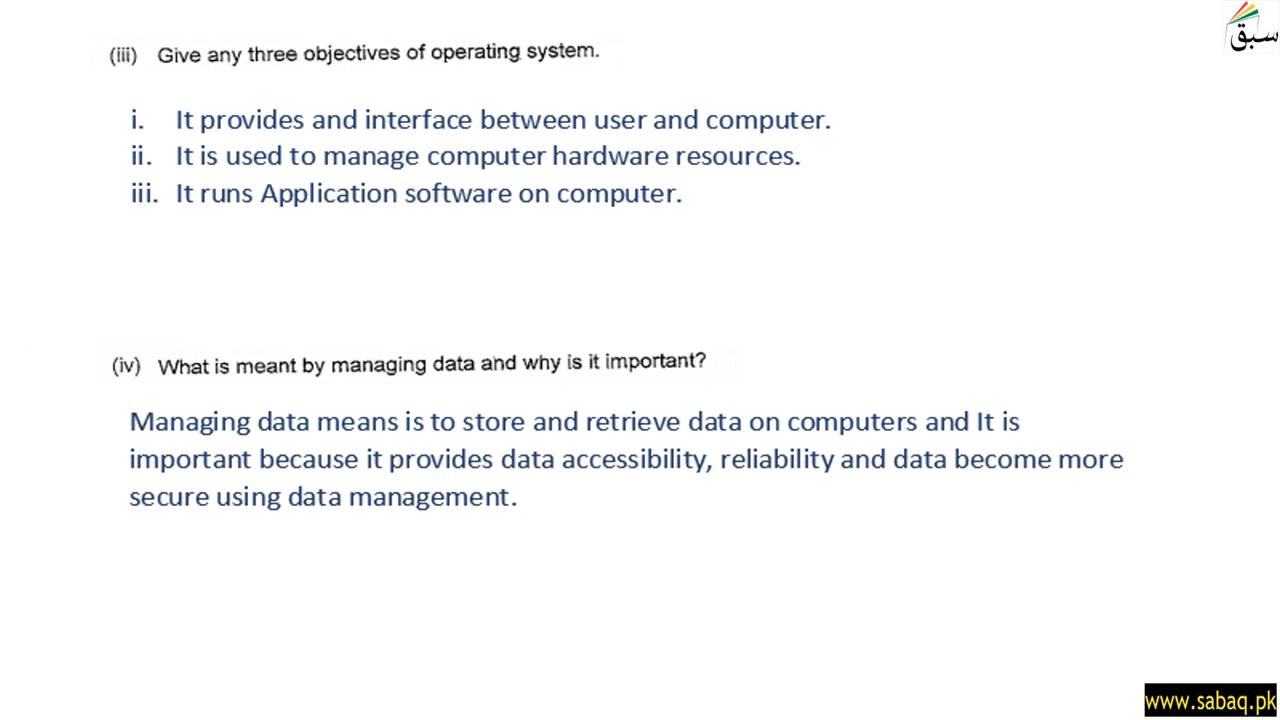 سبق
(iii) Give any three objectives of operating system.
i. It provides and interface between user and computer.
ii. It is used to manage computer hardware resources.
iii. It runs Application software on computer.
(iv) What is meant by managing data and why is it important?
Managing data means is to store and retrieve data on computers and It is
important because it provides data accessibility, reliability and data become more
secure using data management.
www.sabaq.pk